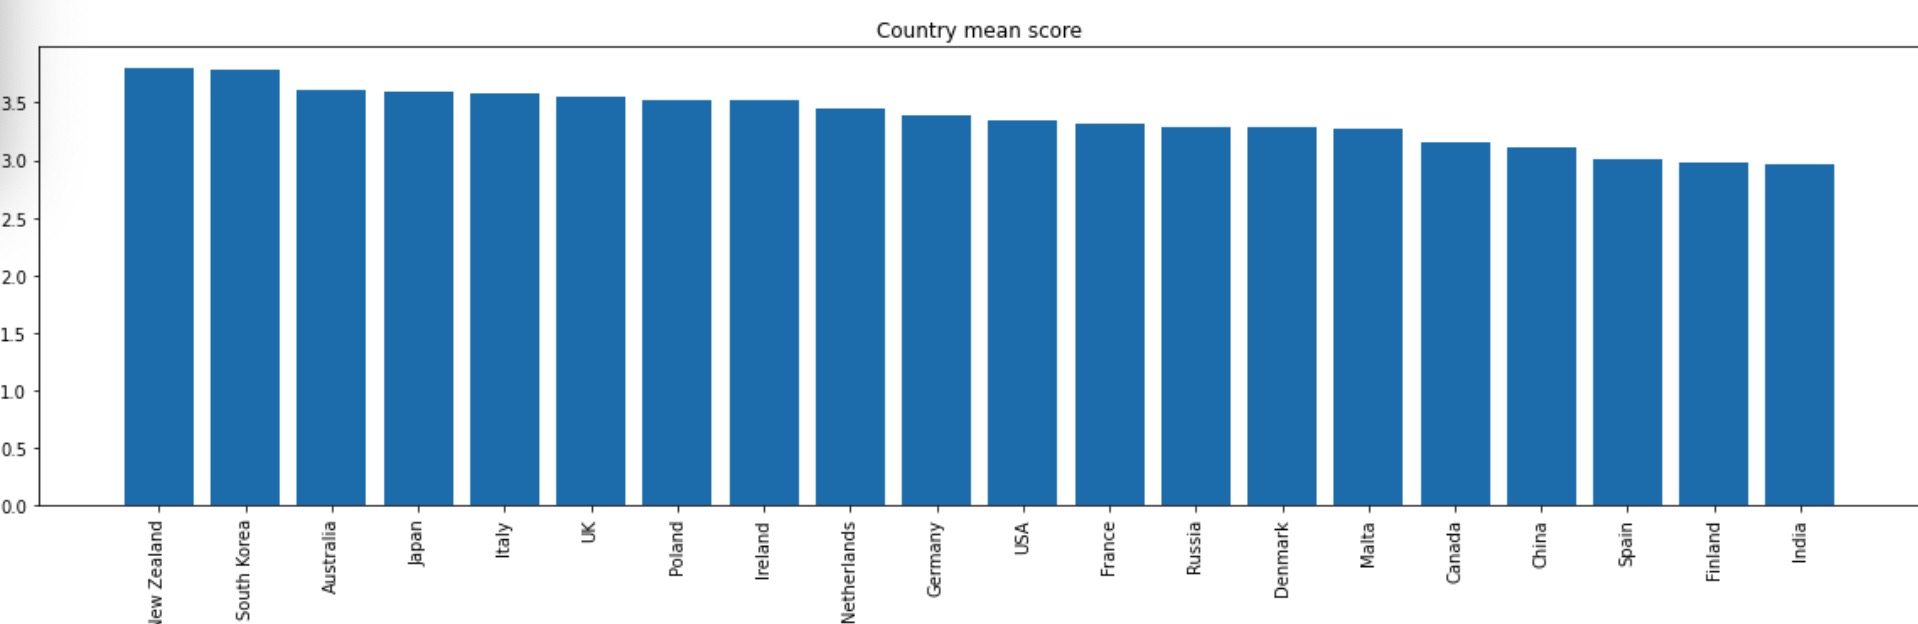 Country mean score
3.5
3.0
2.5
2.0
1.5
1.0
0.5
0.0
New Zealand
South Korea
Australia
Japan
Italy
UK
Poland
Ireland
Netherlands
Germany
USA
France
Russia
Denmark
Malta
Canada
China
Spain
Finland
India